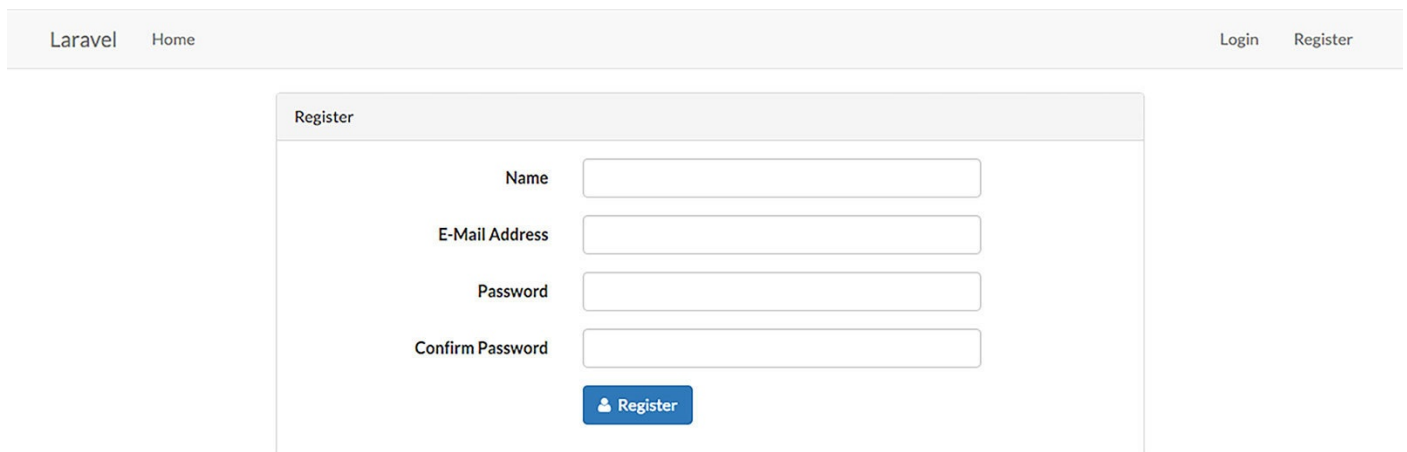 Laravel Home Login Register
Register
Name
E-Mail Address
Password
Confirm Password
Register